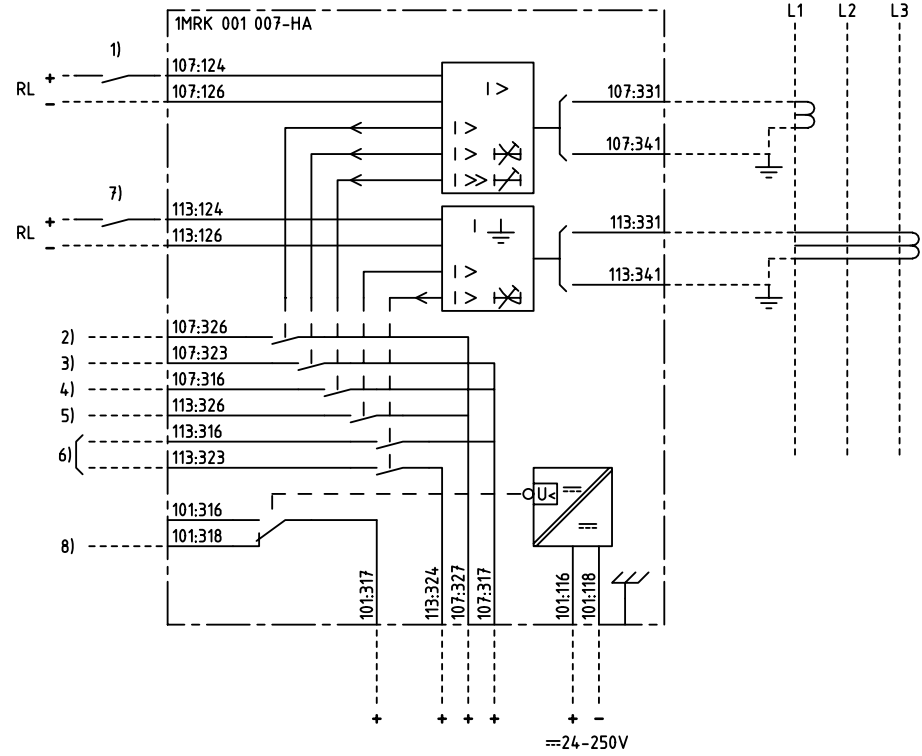 L1 L2 L3
1MRK 001 007-HA
1)
107:124
RL + -
107:126
I >
107:331
I >
107:341
I >
I >>
7)
113:124
RL + -
113:126
I
113:331
I >
113:341
I >
2) 107:326
3) 107:323
4) 107:316
5) 113:326
113:316
6)
113:323
U<
101:316
101:318
8)
101:317 113:324 107:327 107:317 101:116 101:118
+ + + + + -
24-250V